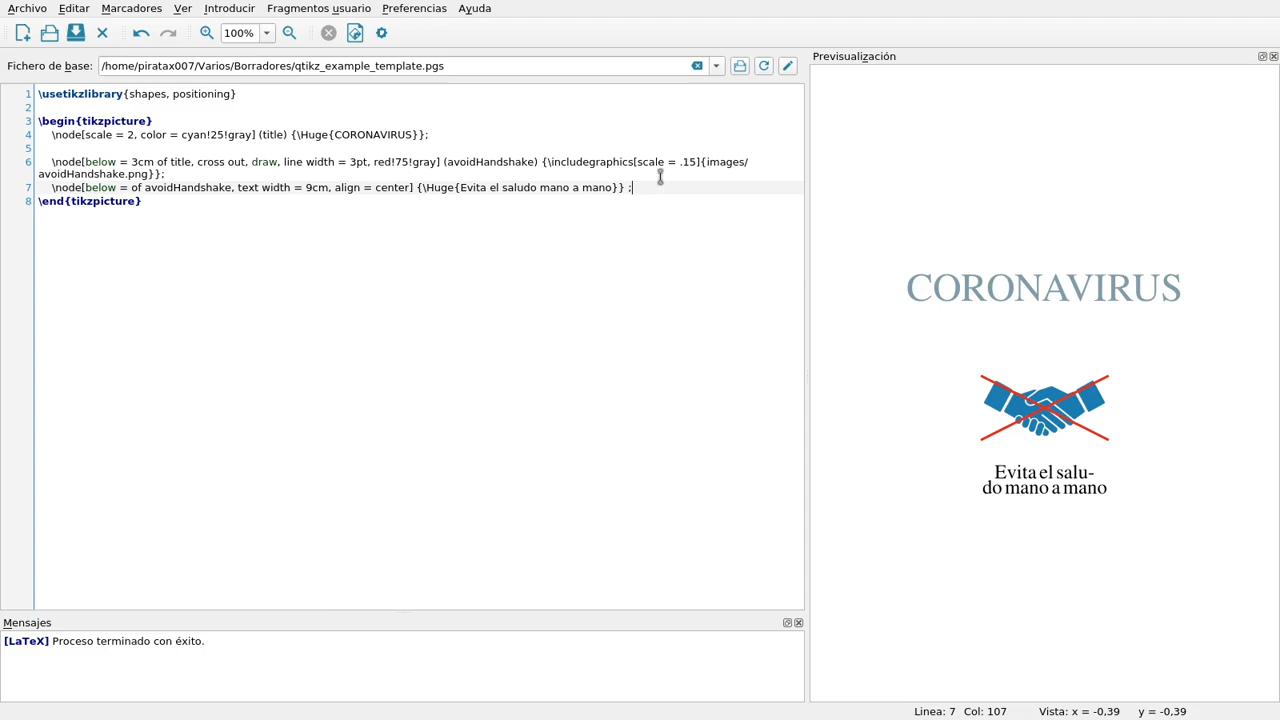 Archivo Editar Marcadores Ver Introducir Fragmentos usuario Preferencias Ayuda
100%
Fichero de base: /home/piratax007/Varios/Borradores/qtikz_example_template.pgs
Previsualización
1 \usetikzlibrary{shapes, positioning}
2
3 \begin{tikzpicture}
4 \node[scale = 2, color = cyan!25!gray] (title) {\Huge{CORONAVIRUS}};
5
6 \node[below = 3cm of title, cross out, draw, line width = 3pt, red!75!gray] (avoidHandshake) {\includegraphics[scale = .15]{images/
avoidHandshake.png}};
7 \node[below = of avoidHandshake, text width = 9cm, align = center] {\Huge{Evita el saludo mano a mano}} ;
8 \end{tikzpicture}
CORONAVIRUS
Evita el salu-
do mano a mano
Mensajes
[LaTeX] Proceso terminado con éxito.
Linea: 7 Col: 107 Vista: x = -0,39 y = -0,39